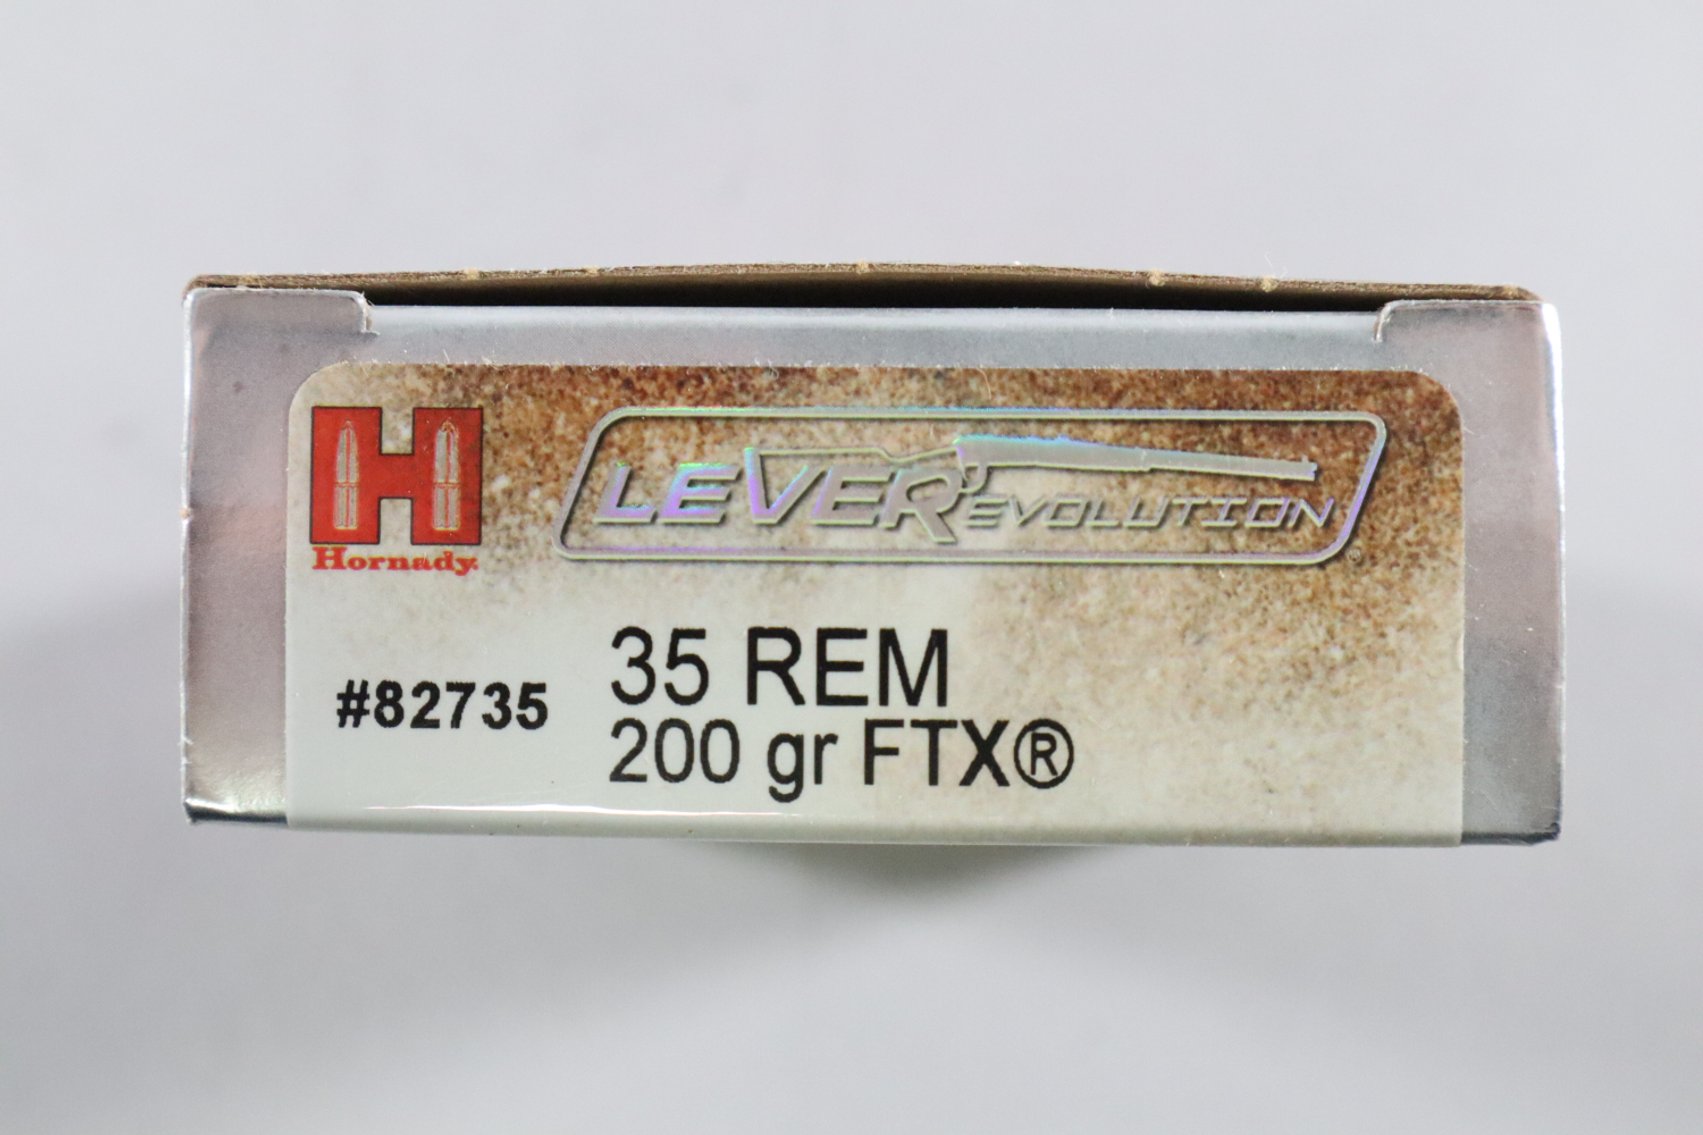 Hornady
LEVER'EVOLUTION®
#82735
35 REM
200 gr FTX®